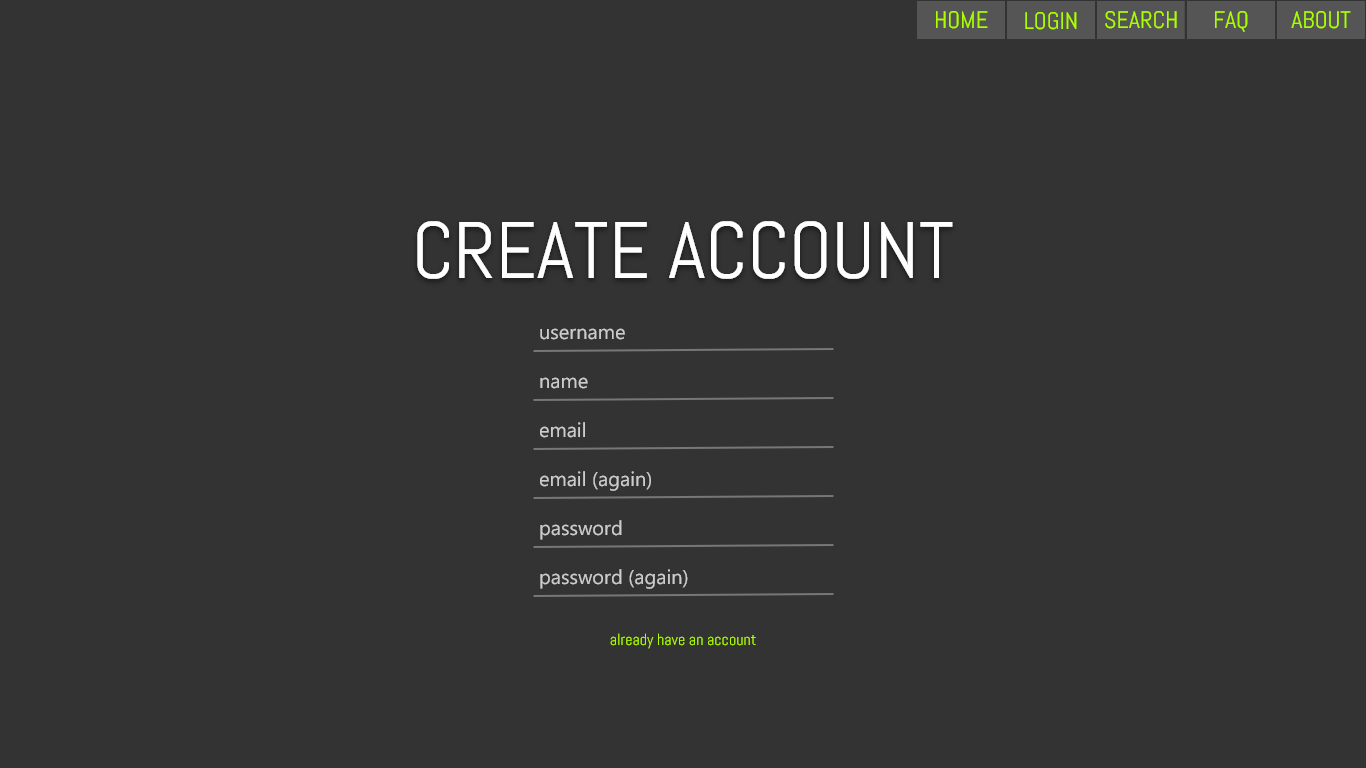 HOME LOGIN SEARCH FAQ ABOUT
CREATE ACCOUNT
username
name
email
email (again)
password
password (again)
already have an account